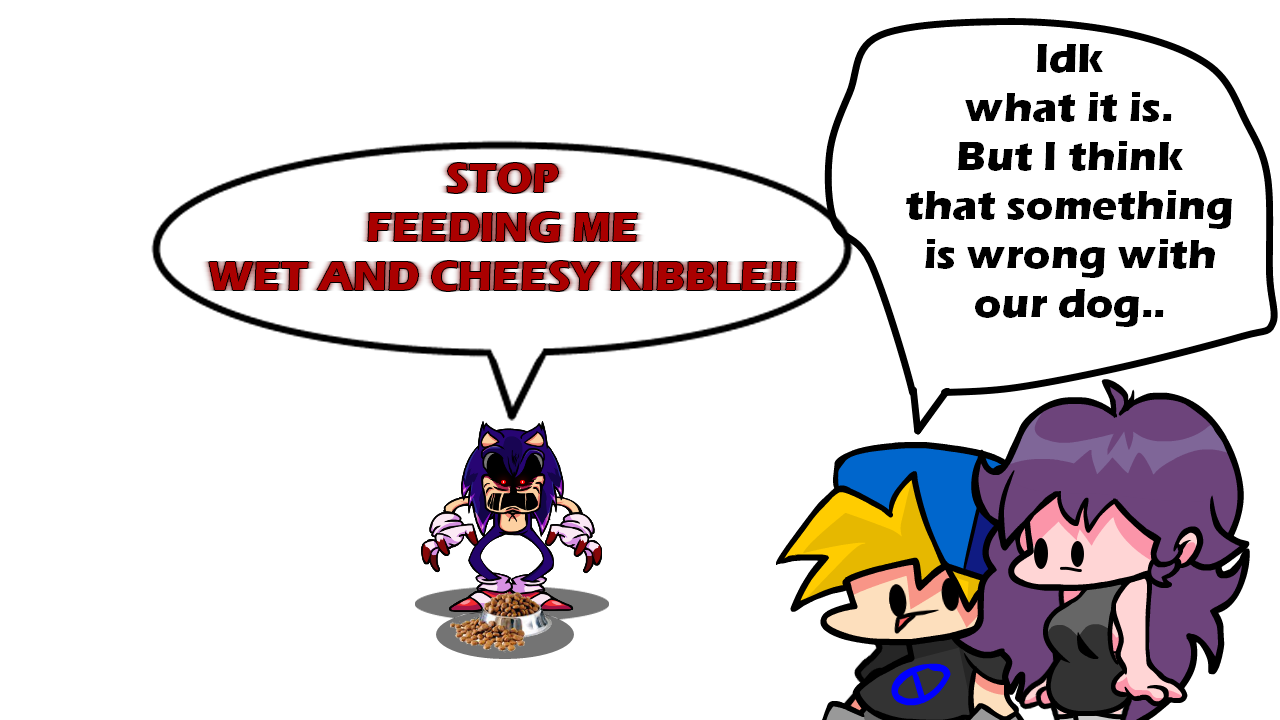 STOP
FEEDING ME
WET AND CHEESY KIBBLE!!
Idk
what it is.
But I think
that something
is wrong with
our dog..